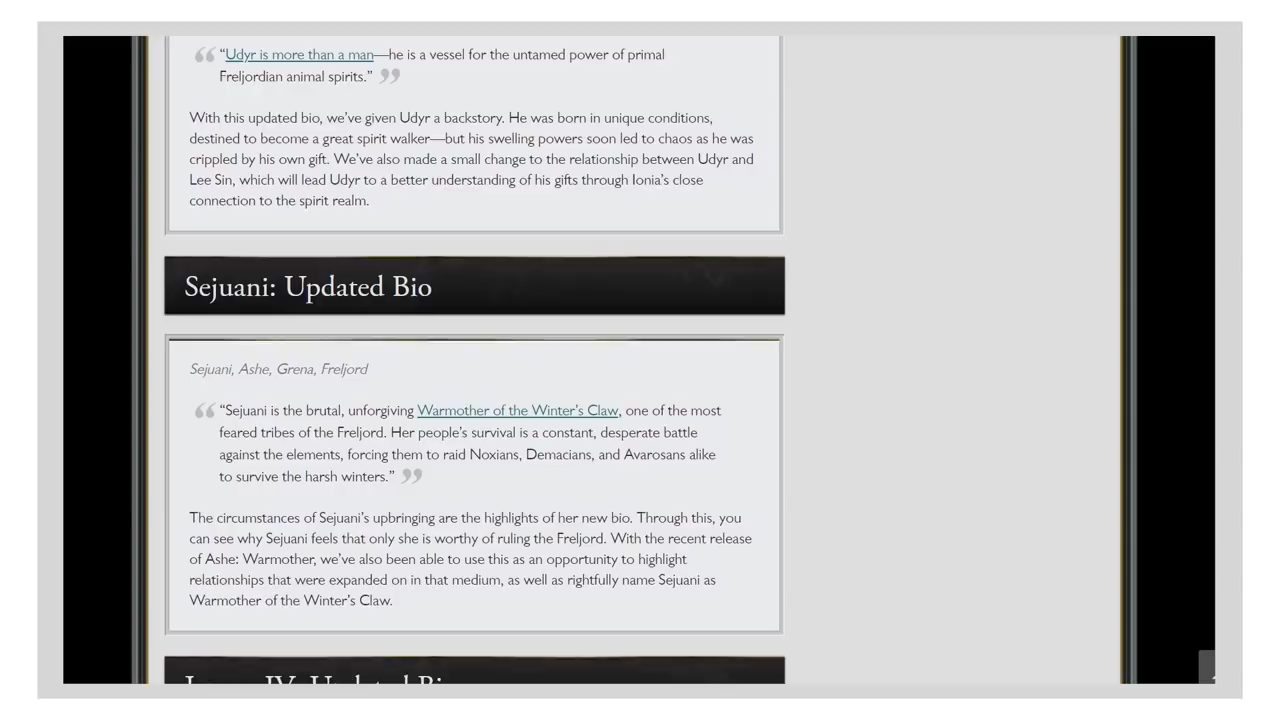 “Udyr is more than a man—he is a vessel for the untamed power of primal
Freljordian animal spirits.”
With this updated bio, we’ve given Udyr a backstory. He was born in unique conditions,
destined to become a great spirit walker—but his swelling powers soon led to chaos as he was
crippled by his own gift. We’ve also made a small change to the relationship between Udyr and
Lee Sin, which will lead Udyr to a better understanding of his gifts through Ionia’s close
connection to the spirit realm.
Sejuani: Updated Bio
Sejuani, Ashe, Grena, Freljord
“Sejuani is the brutal, unforgiving Warmother of the Winter’s Claw, one of the most
feared tribes of the Freljord. Her people’s survival is a constant, desperate battle
against the elements, forcing them to raid Noxians, Demacians, and Avarosans alike
to survive the harsh winters.”
The circumstances of Sejuani’s upbringing are the highlights of her new bio. Through this, you
can see why Sejuani feels that only she is worthy of ruling the Freljord. With the recent release
of Ashe: Warmother, we’ve also been able to use this as an opportunity to highlight
relationships that were expanded on in that medium, as well as rightfully name Sejuani as
Warmother of the Winter’s Claw.
IV: Updated Bio